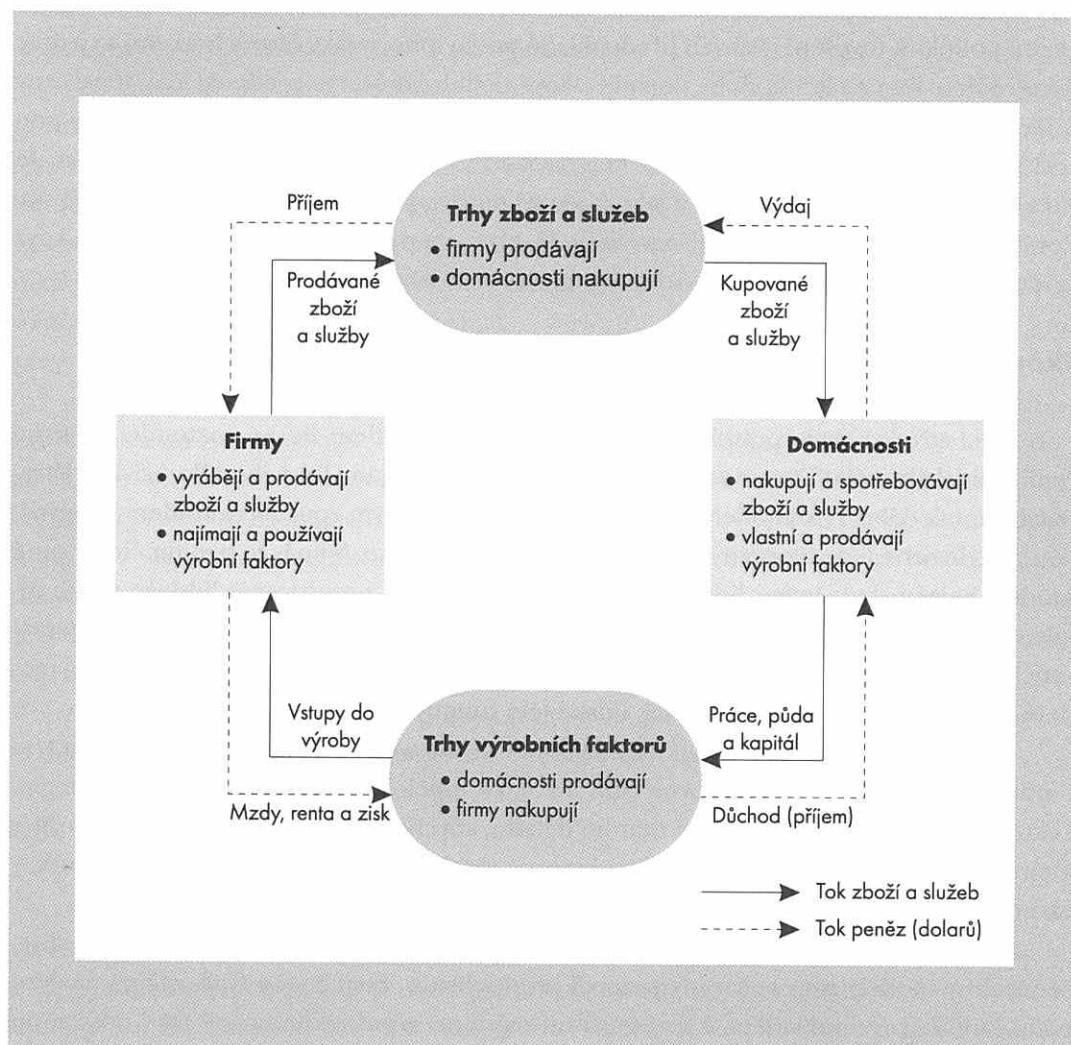 Trhy zboží a služeb
• firmy prodávají
• domácnosti nakupují
Příjem
Výdaj
Prodávané
zboží
a služby
Kupované
zboží
a služby
Firmy
• vyrábějí a prodávají
zboží a služby
• najímají a používají
výrobní faktory
Domácnosti
• nakupují a spotřebovávají
zboží a služby
• vlastní a prodávají
výrobní faktory
Vstupy do
výroby
Práce, půda
a kapitál
Trhy výrobních faktorů
• domácnosti prodávají
• firmy nakupují
Mzdy, renta a zisk
Důchod (příjem)
Tok zboží a služeb
Tok peněz (dolarů)